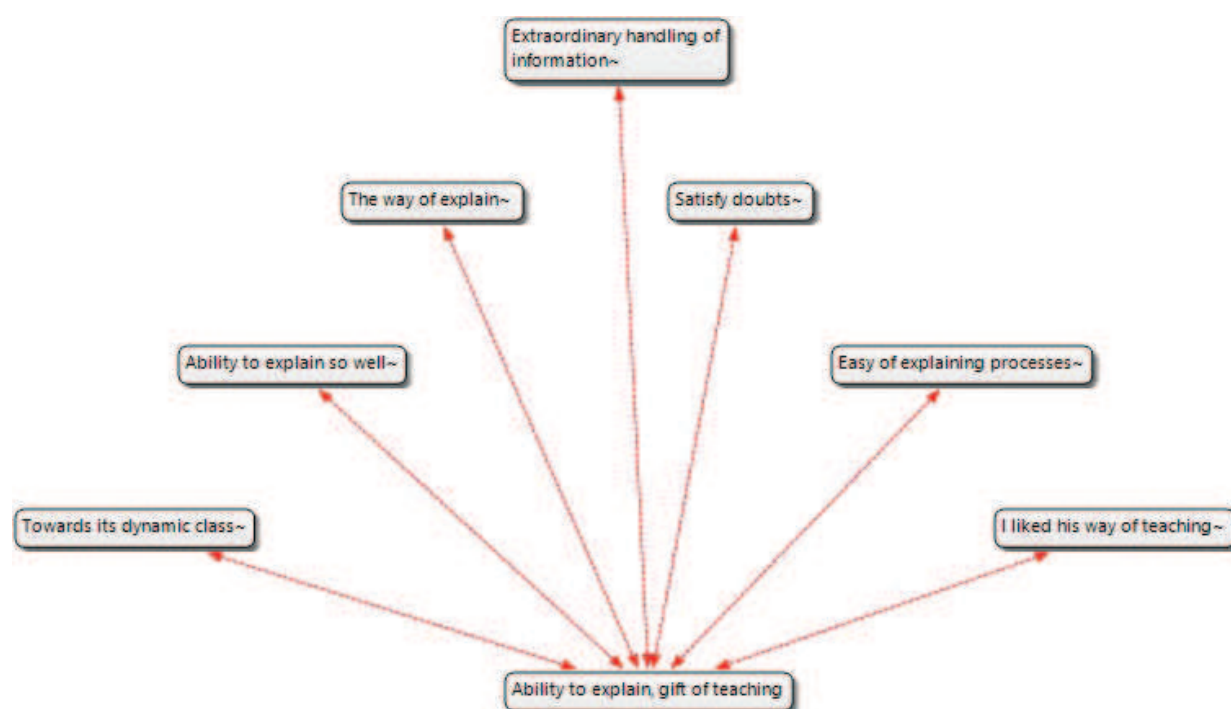 Extraordinary handling of
information~
The way of explain~
Satisfy doubts~
Ability to explain so well~
Easy of explaining processes~
Towards its dynamic class~
I liked his way of teaching~
Ability to explain, gift of teaching